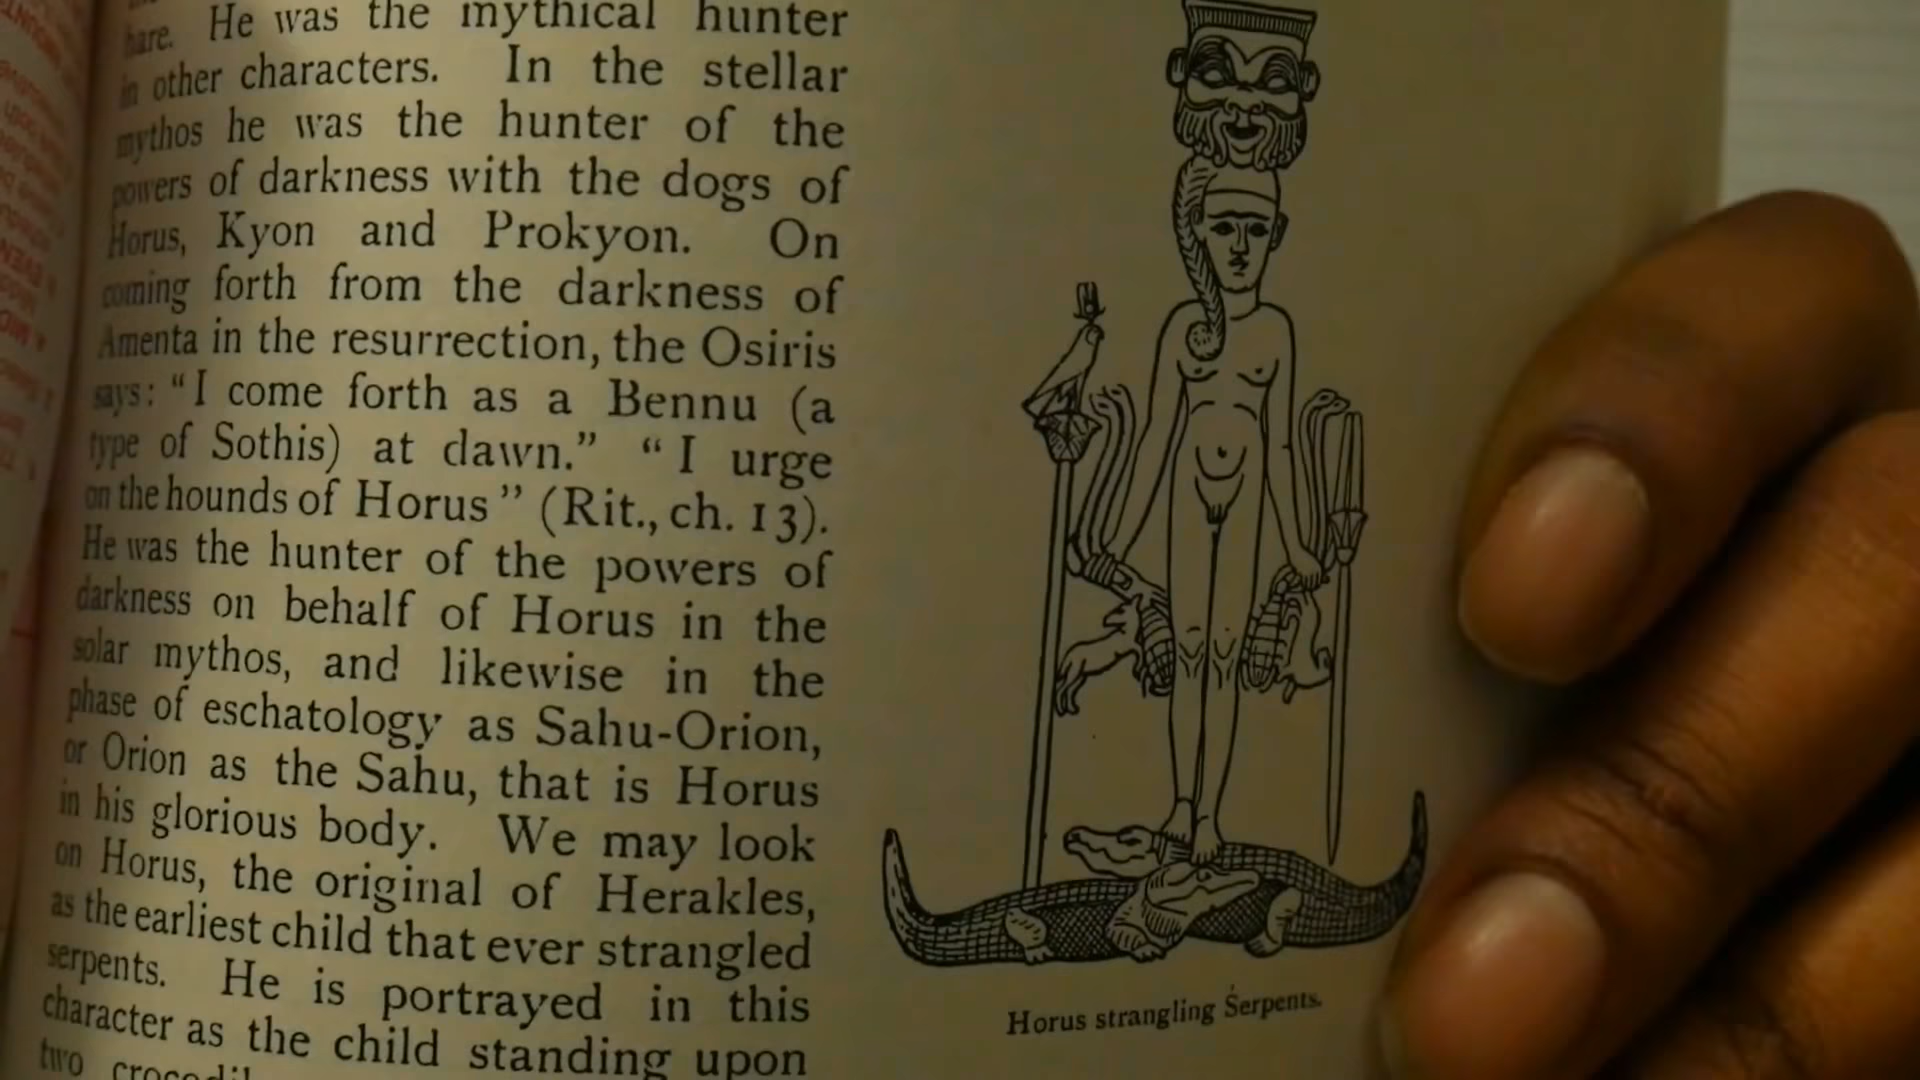 hare. He was the mythical hunter
in other characters. In the stellar
mythos he was the hunter of the
powers of darkness with the dogs of
Horus, Kyon and Prokyon. On
coming forth from the darkness of
Amenta in the resurrection, the Osiris
says: “I come forth as a Bennu (a
type of Sothis) at dawn.” “I urge
on the hounds of Horus” (Rit., ch. 13).
He was the hunter of the powers of
darkness on behalf of Horus in the
solar mythos, and likewise in the
phase of eschatology as Sahu-Orion,
or Orion as the Sahu, that is Horus
in his glorious body. We may look
on Horus, the original of Herakles,
as the earliest child that ever strangled
serpents. He is portrayed in this
character as the child standing upon
two
Horus strangling Serpents.